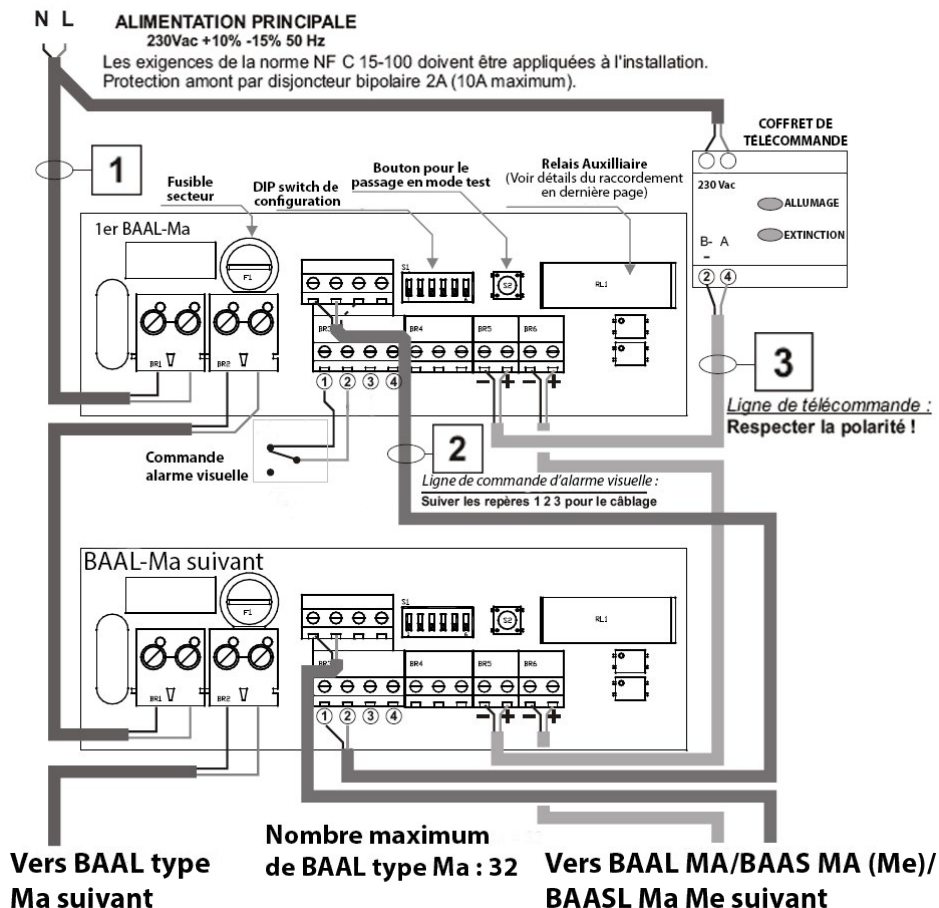 N L
ALIMENTATION PRINCIPALE
230Vac +10% -15% 50 Hz
Les exigences de la norme NF C 15-100 doivent être appliquées à l'installation.
Protection amont par disjoncteur bipolaire 2A (10A maximum).
COFFRET DE
TÉLÉCOMMANDE
230 Vac
ALLUMAGE
EXTINCTION
B- A
–
2 4
1
Fusible
secteur
DIP switch de
configuration
Bouton pour le
passage en mode test
Relais Auxilliaire
(Voir détails du raccordement
en dernière page)
1er BAAL-Ma
F1
S1
S2
RL1
BR1
BR2
BR3
BR4
BR5
BR6
1 2 3 4
- + - +
3
Ligne de télécommande :
Respecter la polarité !
Commande
alarme visuelle
2
Ligne de commande d'alarme visuelle :
Suiver les repères 1 2 3 pour le câblage
BAAL-Ma suivant
F1
S1
S2
RL1
BR1
BR2
BR3
BR4
BR5
BR6
1 2 3 4
- + - +
Vers BAAL type
Ma suivant
Nombre maximum
de BAAL type Ma : 32
Vers BAAL MA/BAAS MA (Me)/
BAASL Ma Me suivant